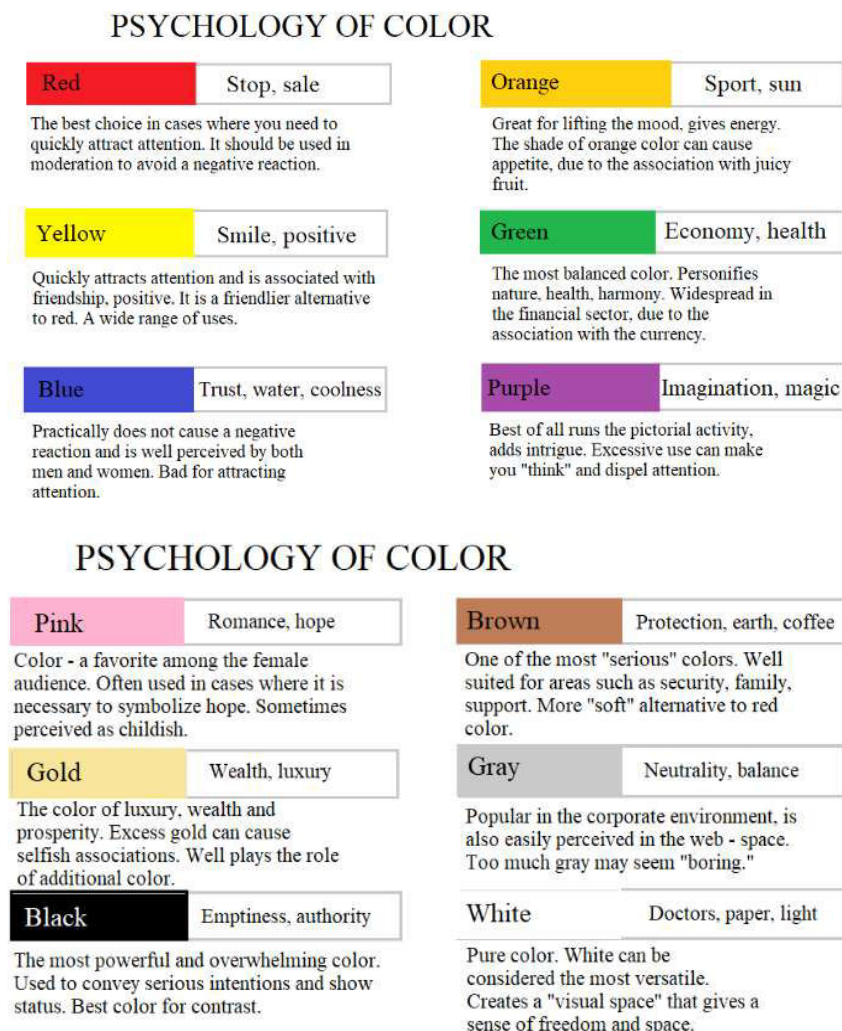 PSYCHOLOGY OF COLOR
Red
Stop, sale
The best choice in cases where you need to
quickly attract attention. It should be used in
moderation to avoid a negative reaction.
Orange
Sport, sun
Great for lifting the mood, gives energy.
The shade of orange color can cause
appetite, due to the association with juicy
fruit.
Yellow
Smile, positive
Quickly attracts attention and is associated with
friendship, positive. It is a friendlier alternative
to red. A wide range of uses.
Green
Economy, health
The most balanced color. Personifies
nature, health, harmony. Widespread in
the financial sector, due to the
association with the currency.
Blue
Trust, water, coolness
Practically does not cause a negative
reaction and is well perceived by both
men and women. Bad for attracting
attention.
Purple
Imagination, magic
Best of all runs the pictorial activity,
adds intrigue. Excessive use can make
you "think" and dispel attention.
PSYCHOLOGY OF COLOR
Pink
Romance, hope
Color - a favorite among the female
audience. Often used in cases where it is
necessary to symbolize hope. Sometimes
perceived as childish.
Brown
Protection, earth, coffee
One of the most "serious" colors. Well
suited for areas such as security, family,
support. More "soft" alternative to red
color.
Gold
Wealth, luxury
The color of luxury, wealth and
prosperity. Excess gold can cause
selfish associations. Well plays the role
of additional color.
Gray
Neutrality, balance
Popular in the corporate environment, is
also easily perceived in the web - space.
Too much gray may seem "boring."
Black
Emptiness, authority
The most powerful and overwhelming color.
Used to convey serious intentions and show
status. Best color for contrast.
White
Doctors, paper, light
Pure color. White can be
considered the most versatile.
Creates a "visual space" that gives a
sense of freedom and space.